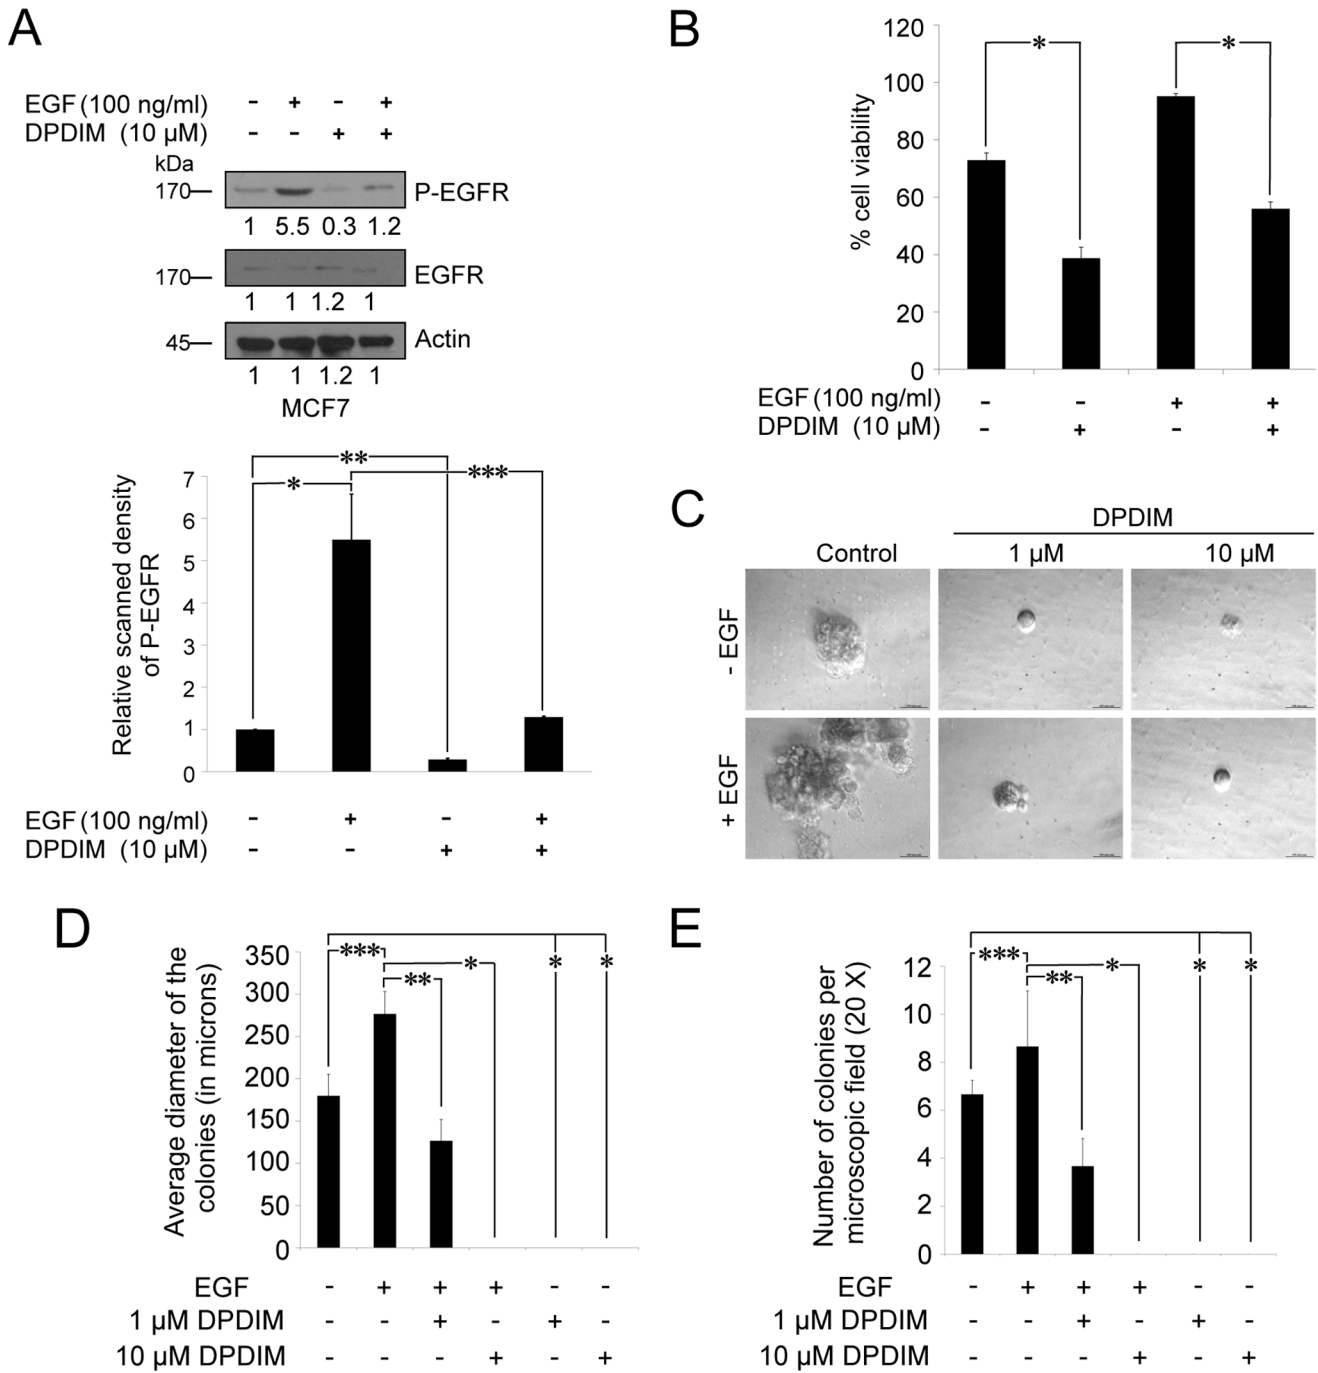 A
EGF (100 ng/ml) - + - +
DPDIM (10 µM) - - + +
kDa
170 P-EGFR
1 5.5 0.3 1.2
170 EGFR
1 1 1.2 1
45 Actin
1 1 1.2 1
MCF7
Relative scanned density
of P-EGFR
7
6
5
4
3
2
1
0
**
*
***
EGF (100 ng/ml) - + - +
DPDIM (10 µM) - - + +
B
% cell viability
120
100
80
60
40
20
0
* *
EGF (100 ng/ml) - - + +
DPDIM (10 µM) - + - +
C
DPDIM
Control 1 µM 10 µM
- EGF
+ EGF
D
Average diameter of the
colonies (in microns)
350
300
250
200
150
100
50
0
*** * * *
**
EGF - + + + - -
1 µM DPDIM - - + - + -
10 µM DPDIM - - - + - +
E
Number of colonies per
microscopic field (20 X)
12
10
8
6
4
2
0
*** * * *
**
EGF - + + + - -
1 µM DPDIM - - + - + -
10 µM DPDIM - - - + - +